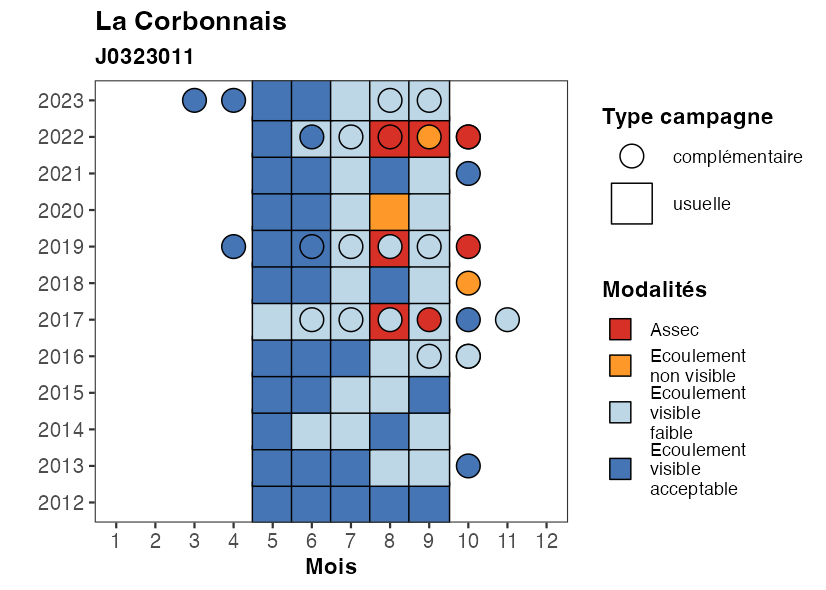 La Corbonnais
J0323011
2023
2022
2021
2020
2019
2018
2017
2016
2015
2014
2013
2012
1 2 3 4 5 6 7 8 9 10 11 12
Mois
Type campagne
complémentaire
usuelle
Modalités
Assec
Ecoulement
non visible
Ecoulement
visible
faible
Ecoulement
visible
acceptable